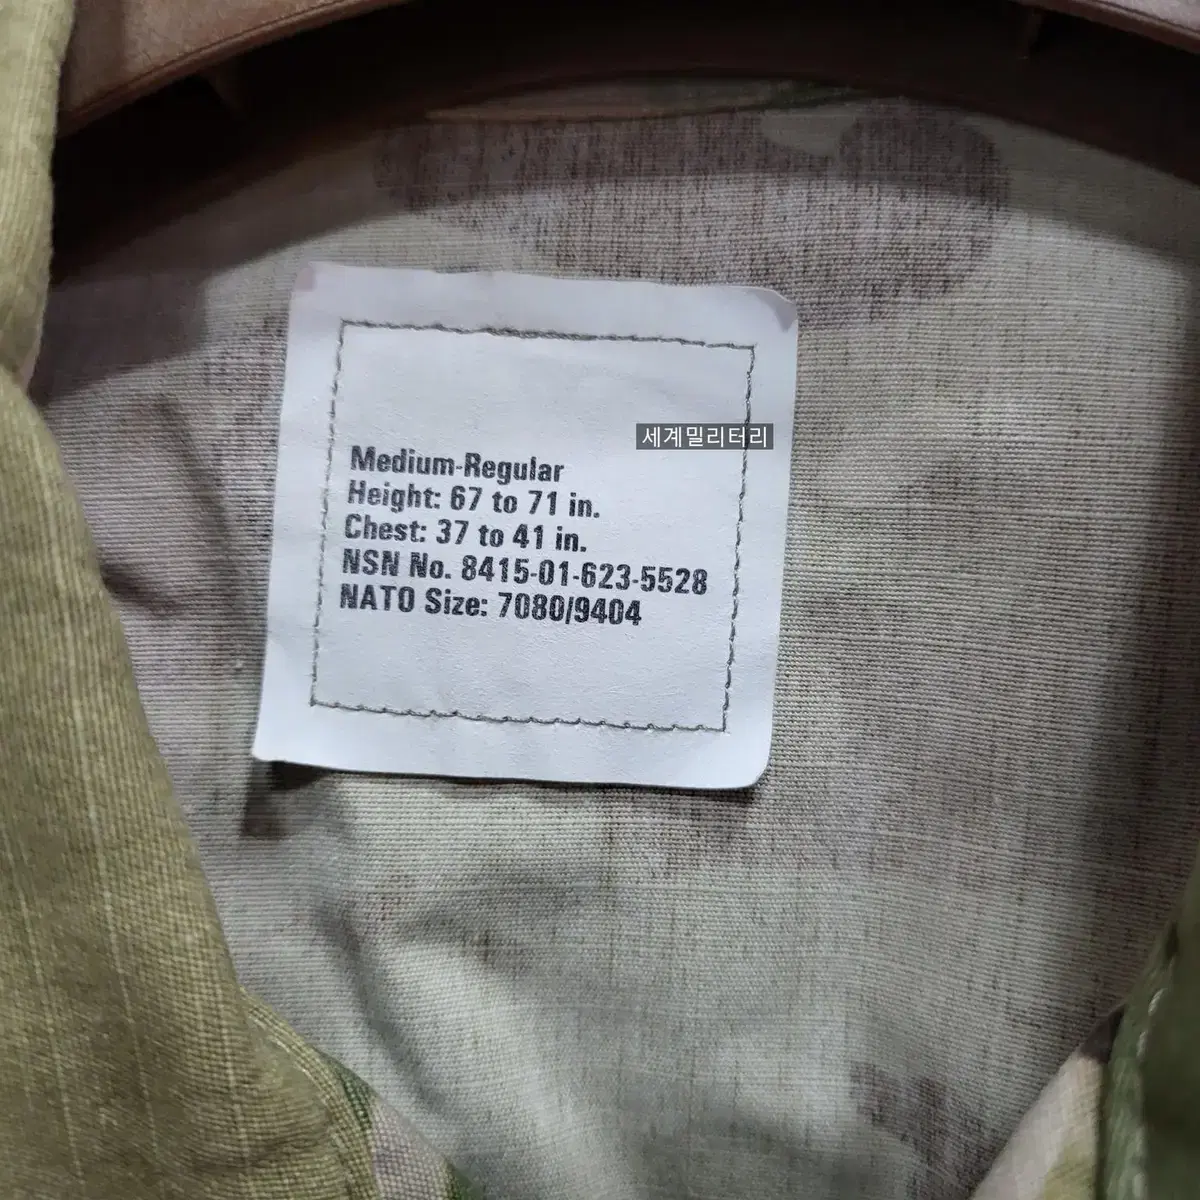 세계밀리터리
Medium-Regular
Height: 67 to 71 in.
Chest: 37 to 41 in.
NSN No. 8415-01-623-5528
NATO Size: 7080/9404